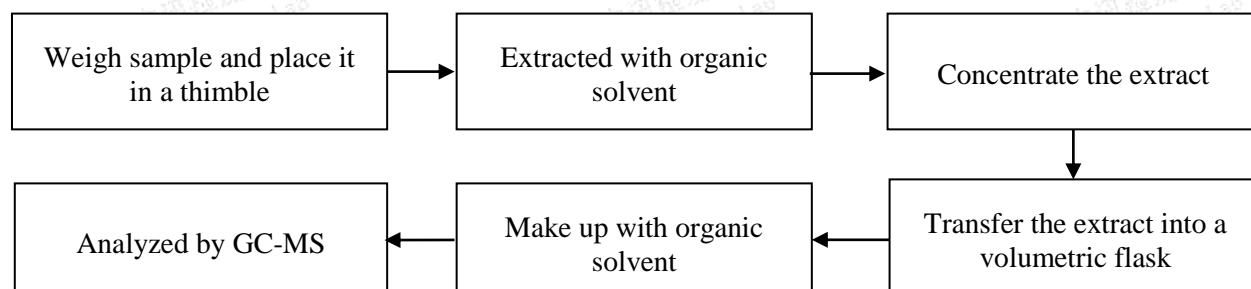 Weigh sample and place it
in a thimble
Extracted with organic
solvent
Concentrate the extract
Transfer the extract into a
volumetric flask
Make up with organic
solvent
Analyzed by GC-MS